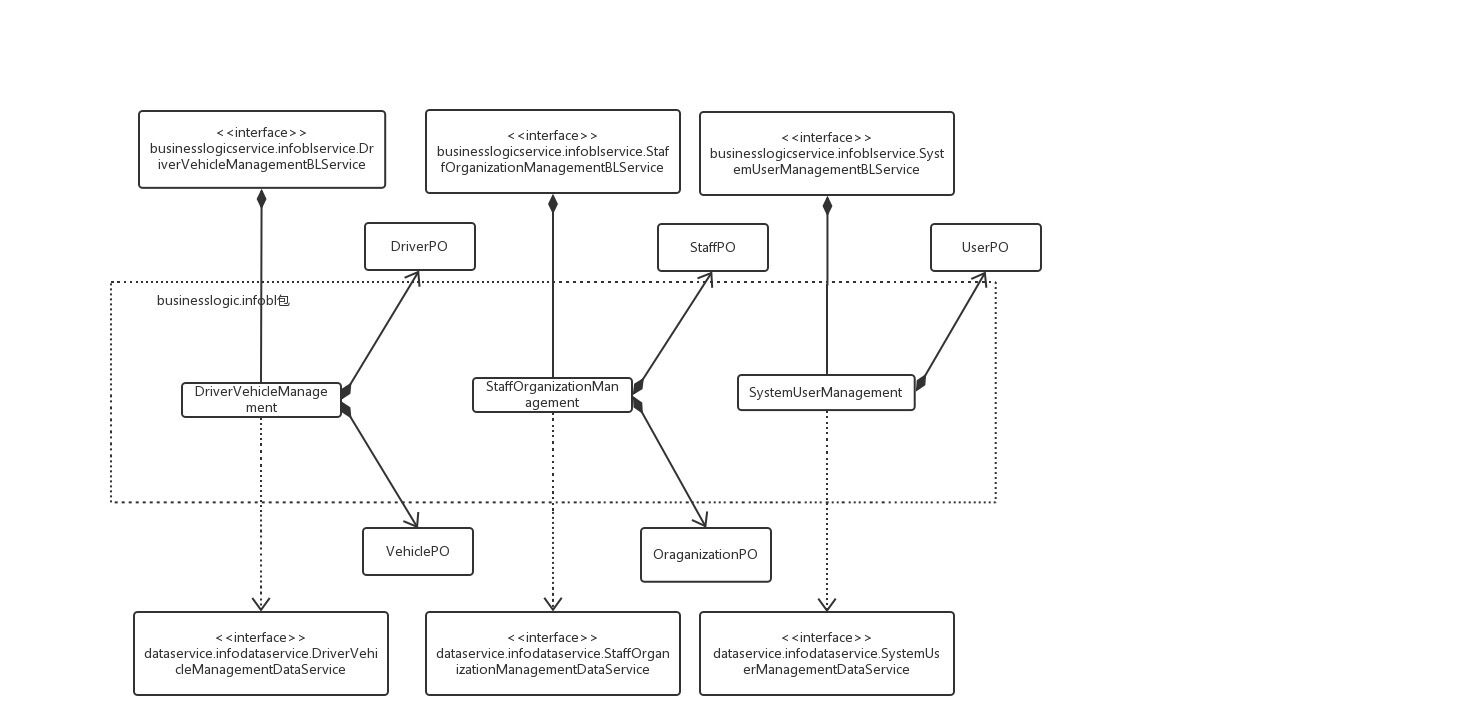 <<interface>>
businesslogicservice.infoblservice.Dr
iverVehicleManagementBLService
<<interface>>
businesslogicservice.infoblservice.Staf
fOrganizationManagementBLService
<<interface>>
businesslogicservice.infoblservice.Syst
emUserManagementBLService
DriverPO
StaffPO
UserPO
businesslogic.infobl包
DriverVehicleManage
ment
StaffOrganizationMan
agement
SystemUserManagement
VehiclePO
OraganizationPO
<<interface>>
dataservice.infodataservice.DriverVehi
cleManagementDataService
<<interface>>
dataservice.infodataservice.StaffOrgan
izationManagementDataService
<<interface>>
dataservice.infodataservice.SystemUs
erManagementDataService